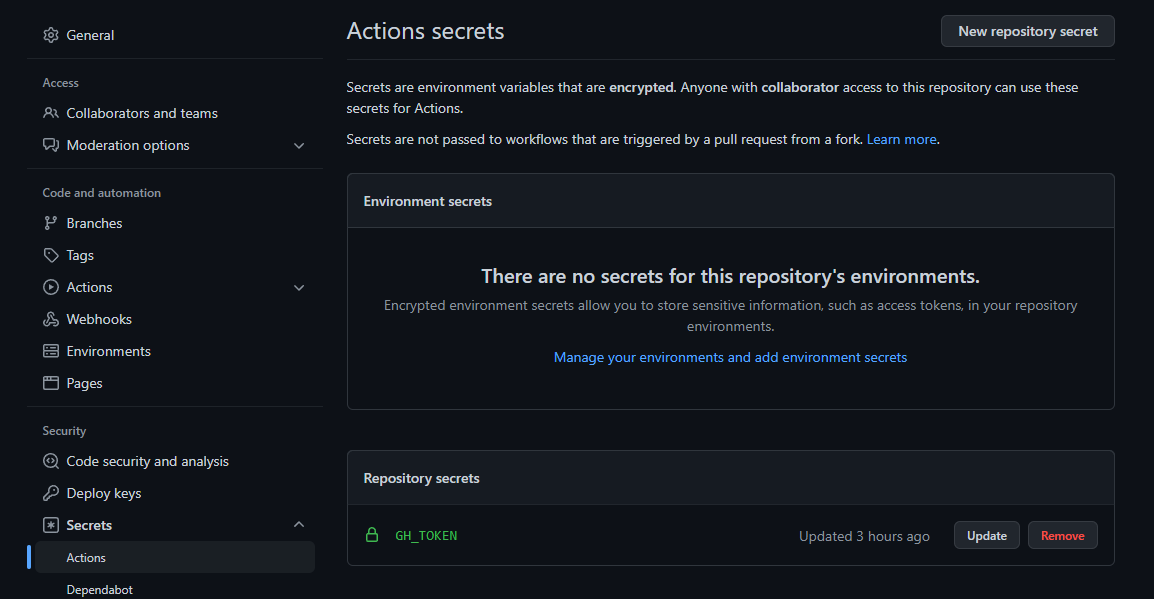 General
Access
Collaborators and teams
Moderation options
Code and automation
Branches
Tags
Actions
Webhooks
Environments
Pages
Security
Code security and analysis
Deploy keys
Secrets
Actions
Dependabot
Actions secrets
New repository secret
Secrets are environment variables that are encrypted. Anyone with collaborator access to this repository can use these
secrets for Actions.
Secrets are not passed to workflows that are triggered by a pull request from a fork. Learn more.
Environment secrets
There are no secrets for this repository's environments.
Encrypted environment secrets allow you to store sensitive information, such as access tokens, in your repository
environments.
Manage your environments and add environment secrets
Repository secrets
GH_TOKEN
Updated 3 hours ago
Update
Remove